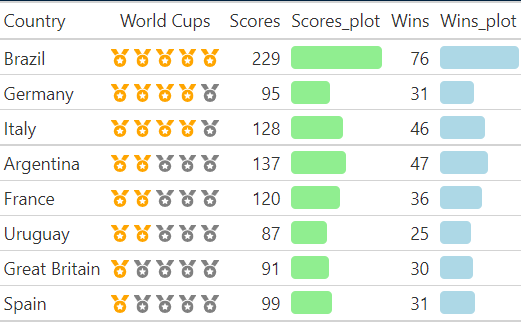 Country World Cups Scores Scores_plot Wins Wins_plot
Brazil 229 76
Germany 95 31
Italy 128 46
Argentina 137 47
France 120 36
Uruguay 87 25
Great Britain 91 30
Spain 99 31